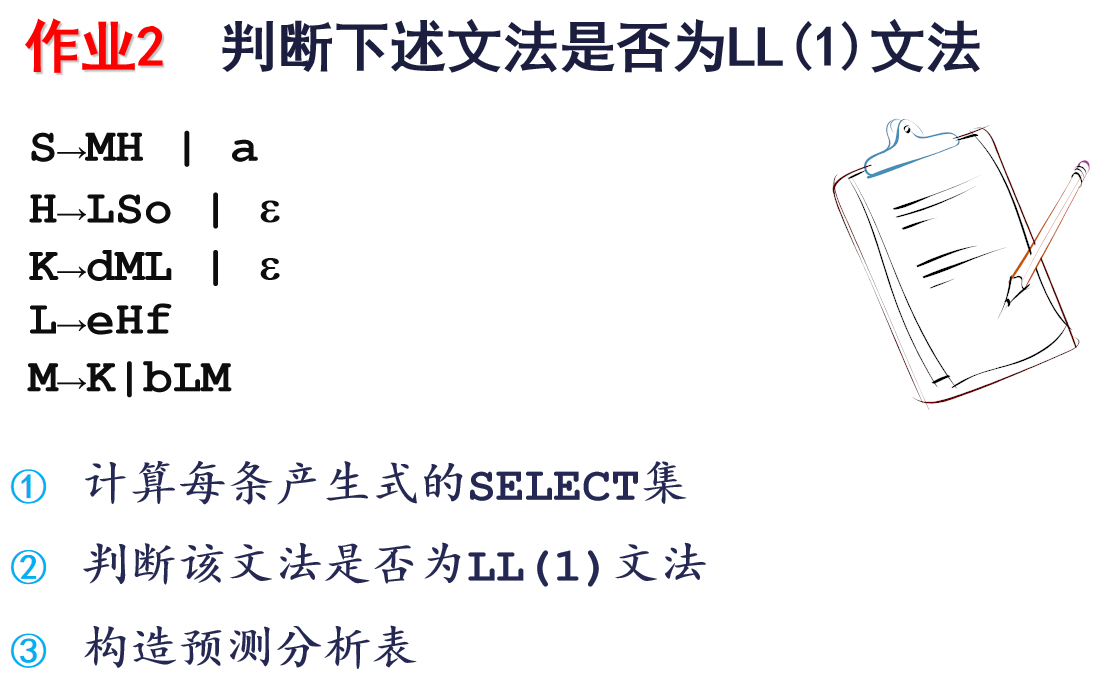 作业2 判断下述文法是否为LL(1)文法
S→MH | a
H→LSo | ε
K→dML | ε
L→eHf
M→K|bLM
① 计算每条产生式的SELECT集
② 判断该文法是否为LL(1)文法
③ 构造预测分析表